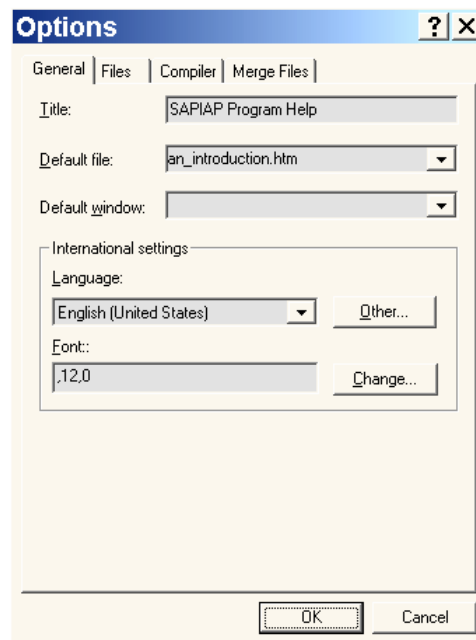 Options ? X
General Files Compiler Merge Files
Title: SAPIAP Program Help
Default file: an_introduction.htm
Default window:
International settings
Language:
English (United States) Other...
Font::
,12,0 Change...
OK Cancel